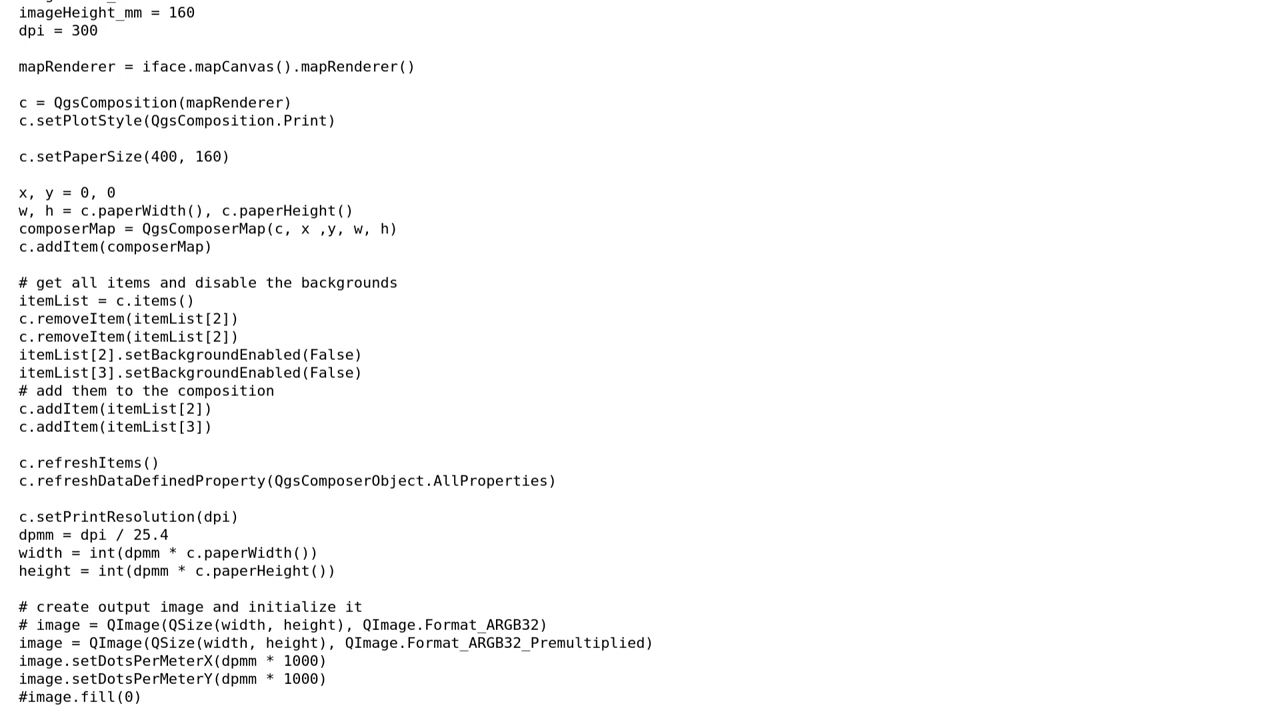 imageHeight_mm = 160
dpi = 300
mapRenderer = iface.mapCanvas().mapRenderer()
c = QgsComposition(mapRenderer)
c.setPlotStyle(QgsComposition.Print)
c.setPaperSize(400, 160)
x, y = 0, 0
w, h = c.paperWidth(), c.paperHeight()
composerMap = QgsComposerMap(c, x ,y, w, h)
c.addItem(composerMap)
# get all items and disable the backgrounds
itemList = c.items()
c.removeItem(itemList[2])
c.removeItem(itemList[2])
itemList[2].setBackgroundEnabled(False)
itemList[3].setBackgroundEnabled(False)
# add them to the composition
c.addItem(itemList[2])
c.addItem(itemList[3])
c.refreshItems()
c.refreshDataDefinedProperty(QgsComposerObject.AllProperties)
c.setPrintResolution(dpi)
dpmm = dpi / 25.4
width = int(dpmm * c.paperWidth())
height = int(dpmm * c.paperHeight())
# create output image and initialize it
# image = QImage(QSize(width, height), QImage.Format_ARGB32)
image = QImage(QSize(width, height), QImage.Format_ARGB32_Premultiplied)
image.setDotsPerMeterX(dpmm * 1000)
image.setDotsPerMeterY(dpmm * 1000)
#image.fill(0)